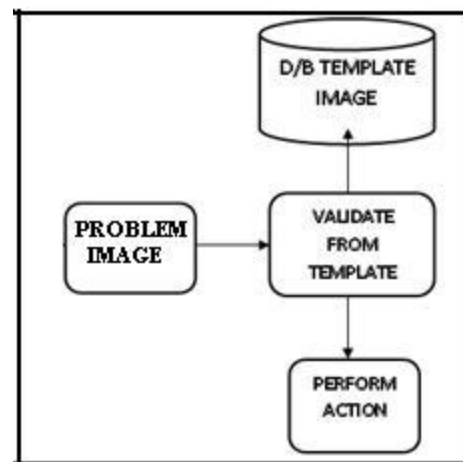 D/B TEMPLATE
IMAGE
PROBLEM
IMAGE
VALIDATE
FROM
TEMPLATE
PERFORM
ACTION